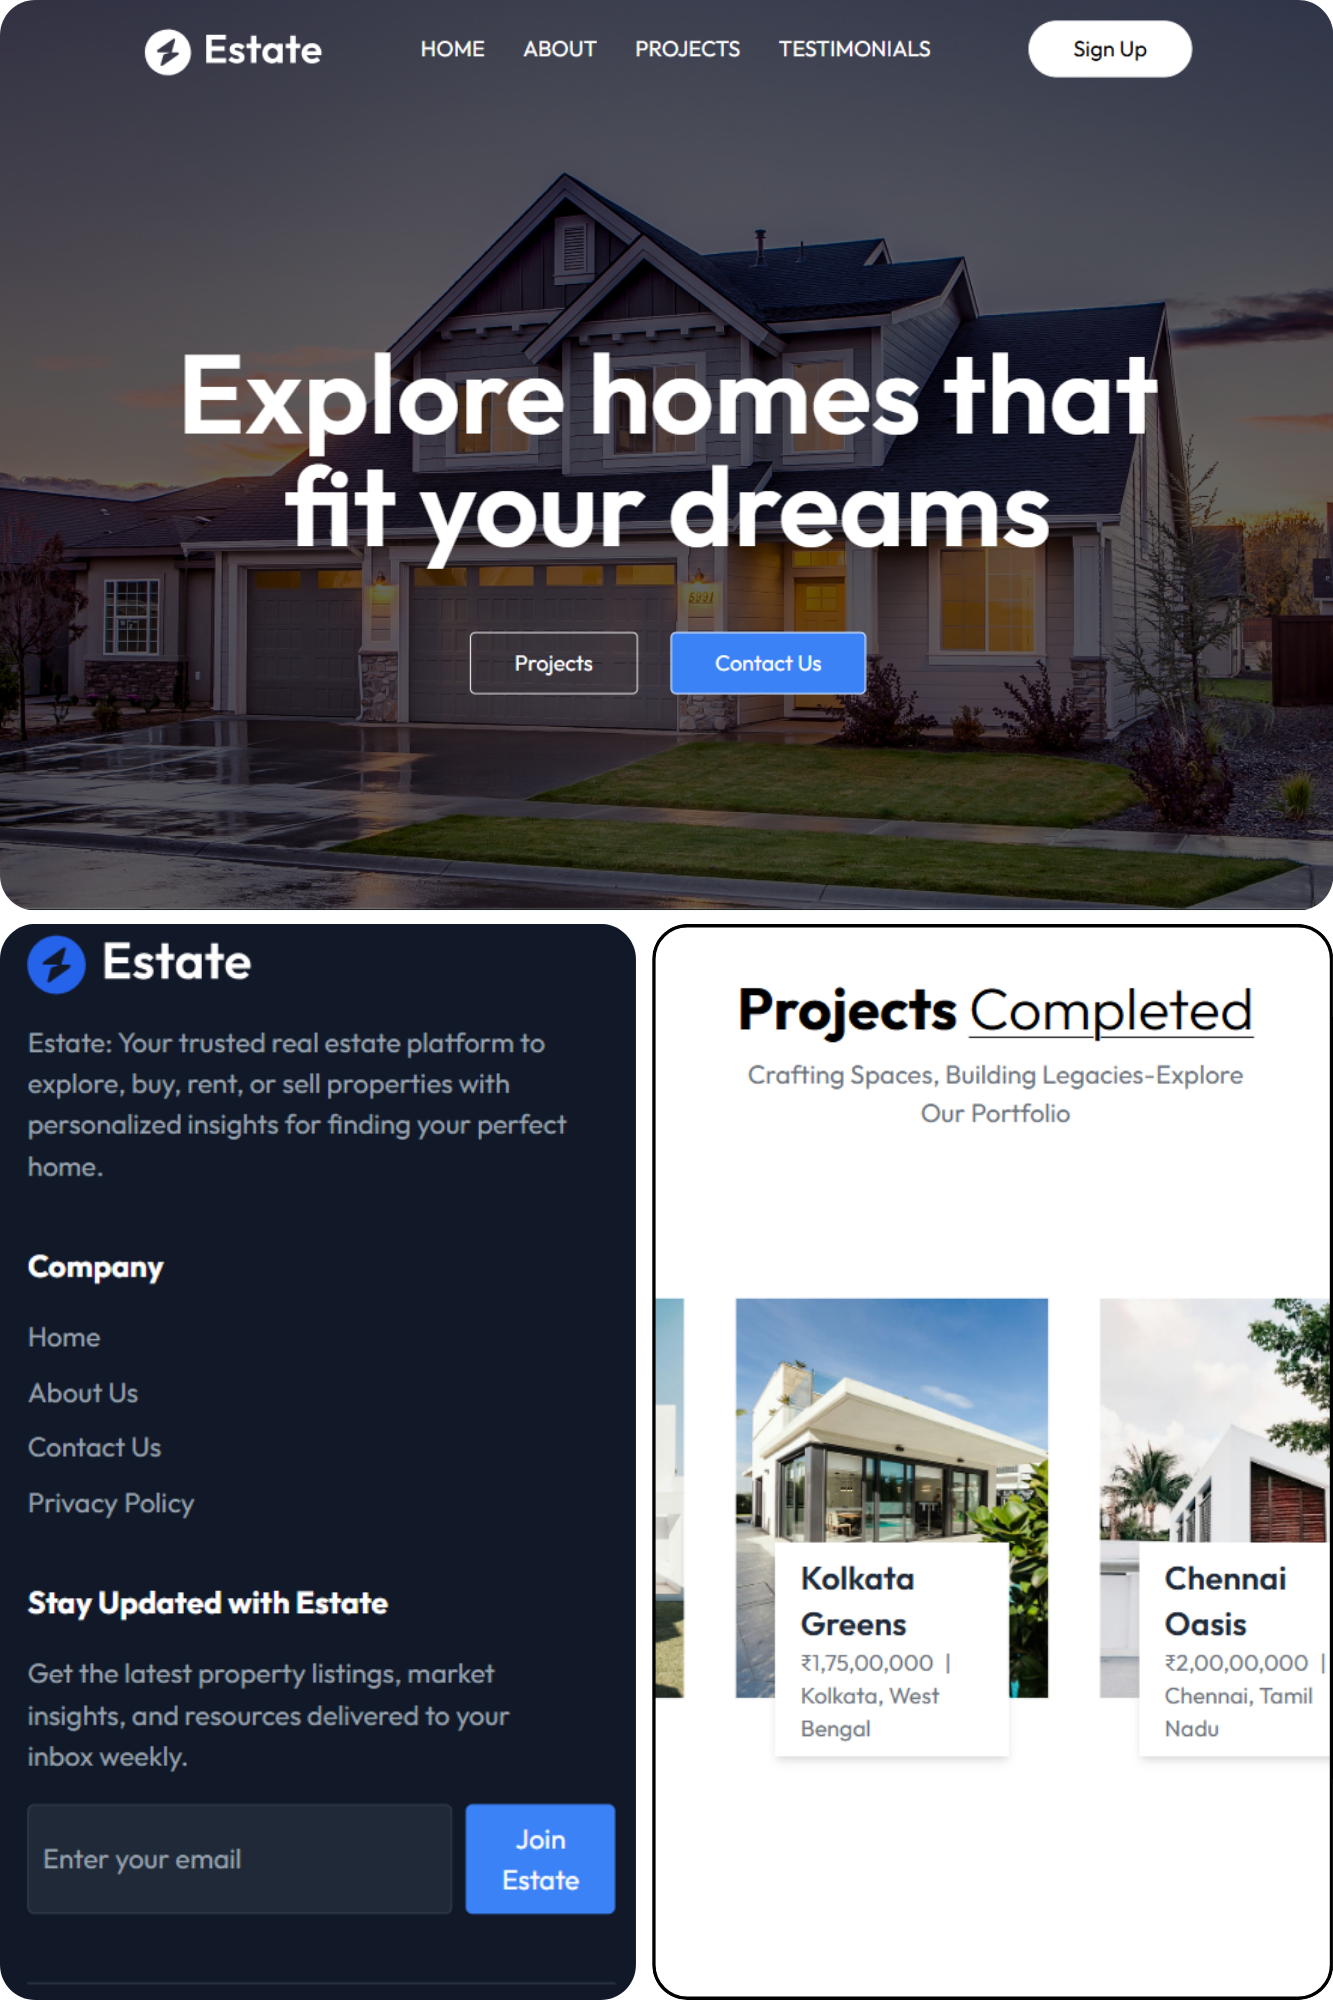 Estate
HOME ABOUT PROJECTS TESTIMONIALS
Sign Up
Explore homes that
fit your dreams
5991
Projects
Contact Us
Estate
Estate: Your trusted real estate platform to
explore, buy, rent, or sell properties with
personalized insights for finding your perfect
home.
Company
Home
About Us
Contact Us
Privacy Policy
Stay Updated with Estate
Get the latest property listings, market
insights, and resources delivered to your
inbox weekly.
Enter your email
Join
Estate
Projects Completed
Crafting Spaces, Building Legacies-Explore
Our Portfolio
Kolkata
Greens
₹1,75,00,000 |
Kolkata, West
Bengal
Chennai
Oasis
₹2,00,00,000 |
Chennai, Tamil
Nadu